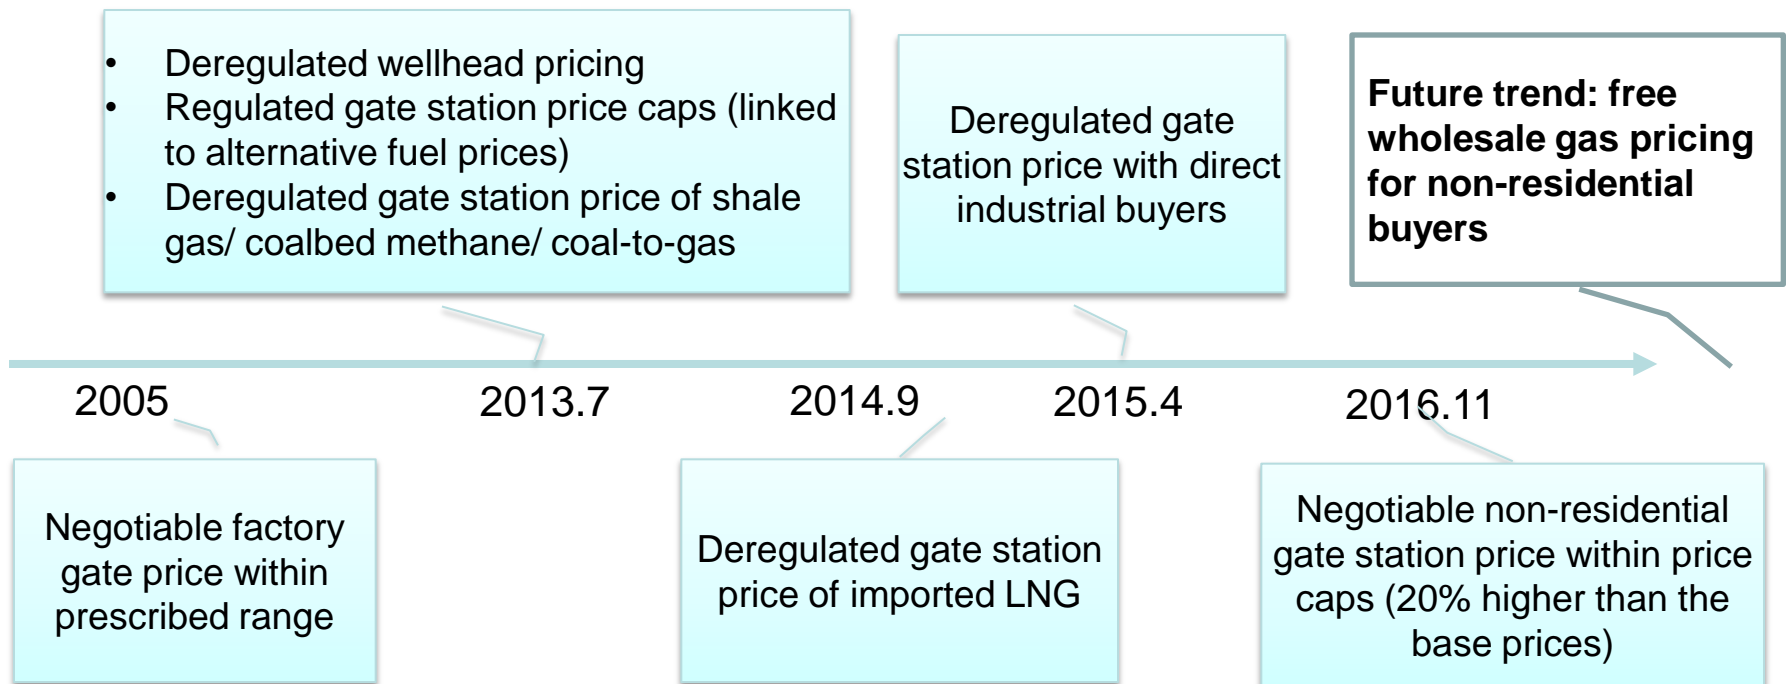 • Deregulated wellhead pricing
• Regulated gate station price caps (linked
to alternative fuel prices)
• Deregulated gate station price of shale
gas/ coalbed methane/ coal-to-gas
Deregulated gate
station price with direct
industrial buyers
Future trend: free
wholesale gas pricing
for non-residential
buyers
2005
2013.7
2014.9
2015.4
2016.11
Negotiable factory
gate price within
prescribed range
Deregulated gate station
price of imported LNG
Negotiable non-residential
gate station price within price
caps (20% higher than the
base prices)